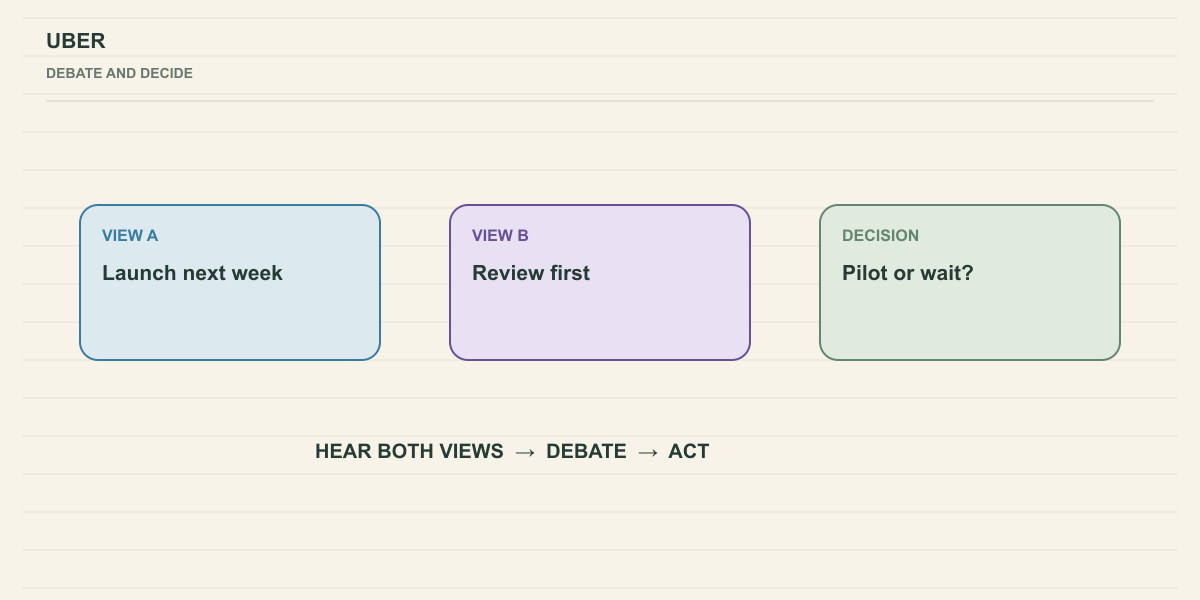 UBER
DEBATE AND DECIDE
VIEW A
Launch next week
VIEW B
Review first
DECISION
Pilot or wait?
HEAR BOTH VIEWS → DEBATE → ACT